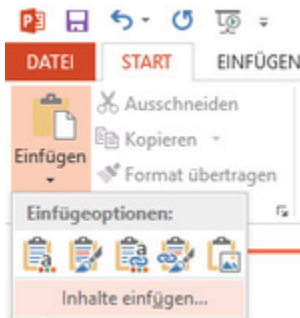 DATEI START EINFÜGEN
Ausschneiden
Kopieren
Einfügen
Format übertragen
Einfügeoptionen:
Inhalte einfügen...